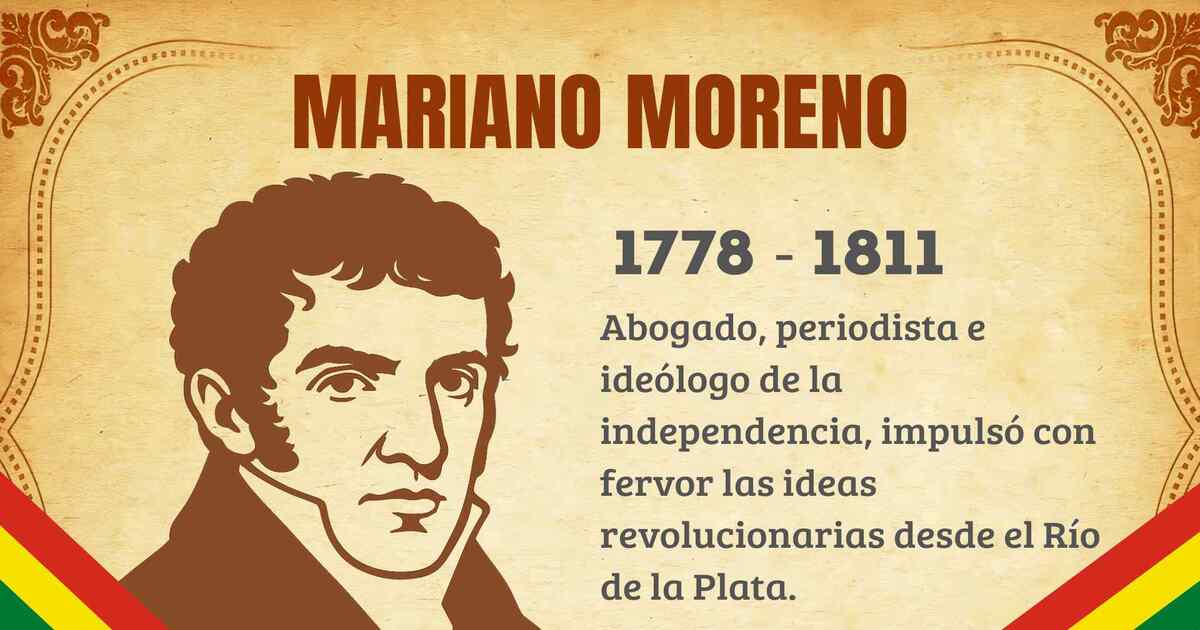 MARIANO MORENO
1778 - 1811
Abogado, periodista e
ideólogo de la
independencia, impulsó con
fervor las ideas
revolucionarias desde el Río
de la Plata.